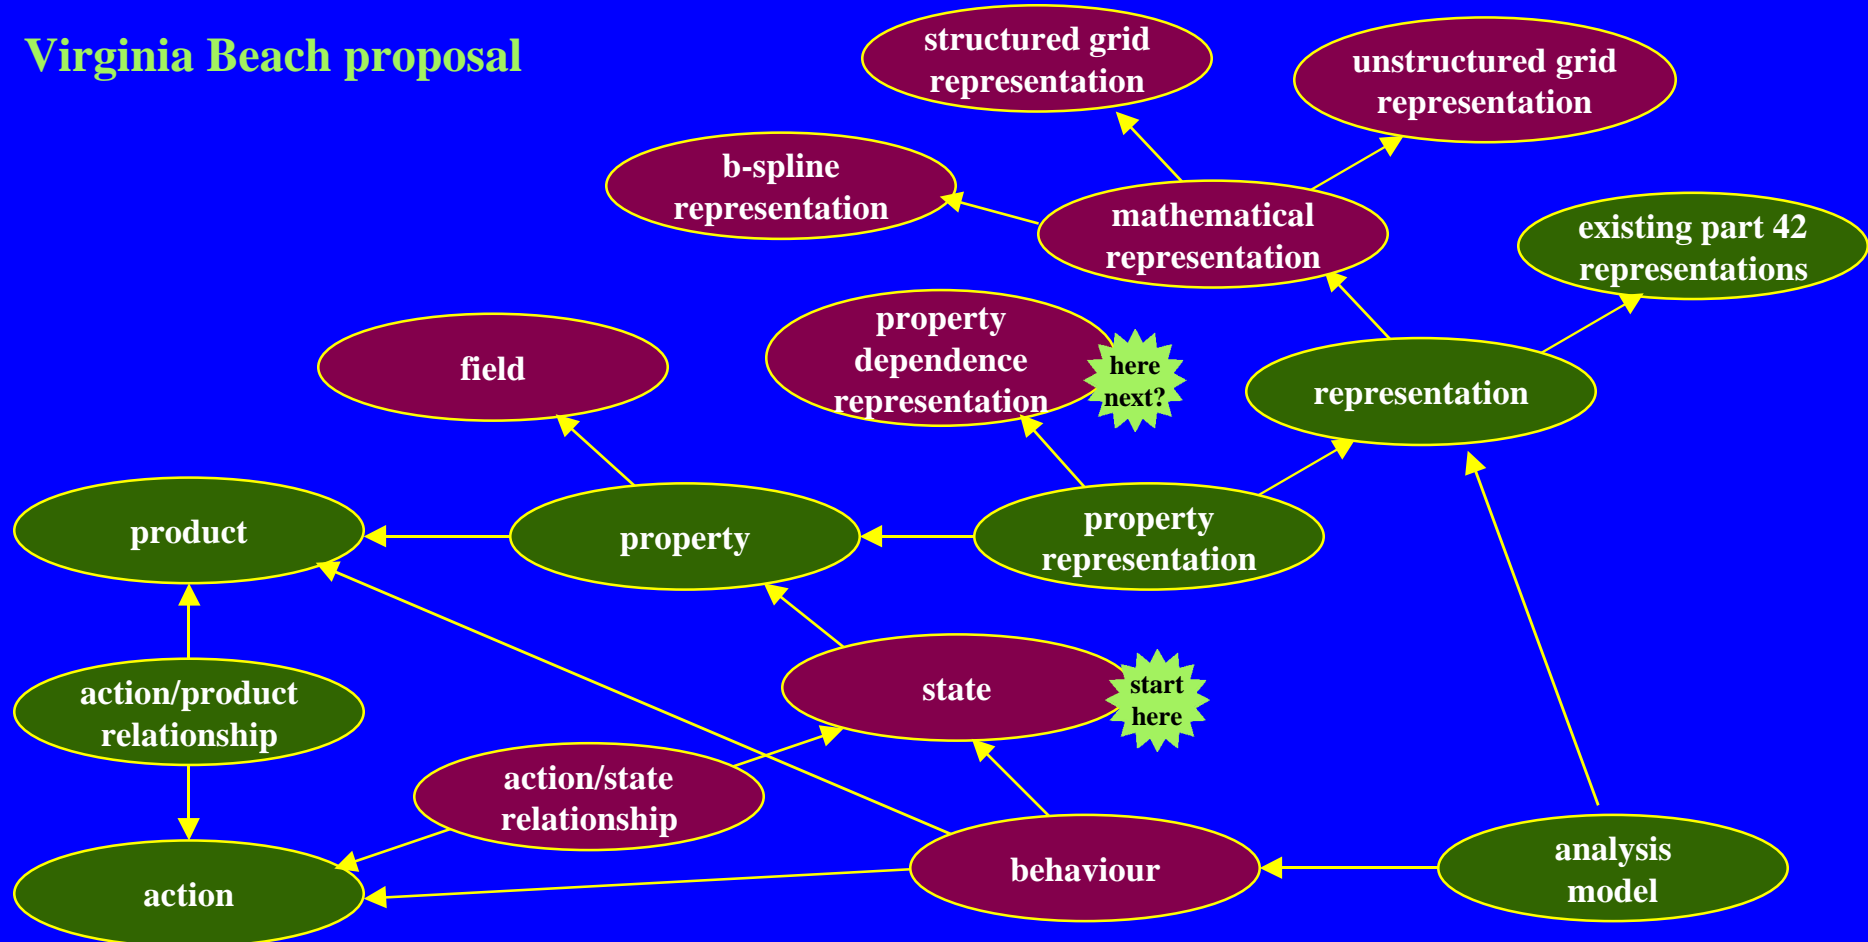 Virginia Beach proposal
structured grid
representation
unstructured grid
representation
b-spline
representation
mathematical
representation
existing part 42
representations
property
dependence
representation
here
next?
field
representation
product
property
property
representation
action/product
relationship
state
start
here
action/state
relationship
behaviour
analysis
model
action